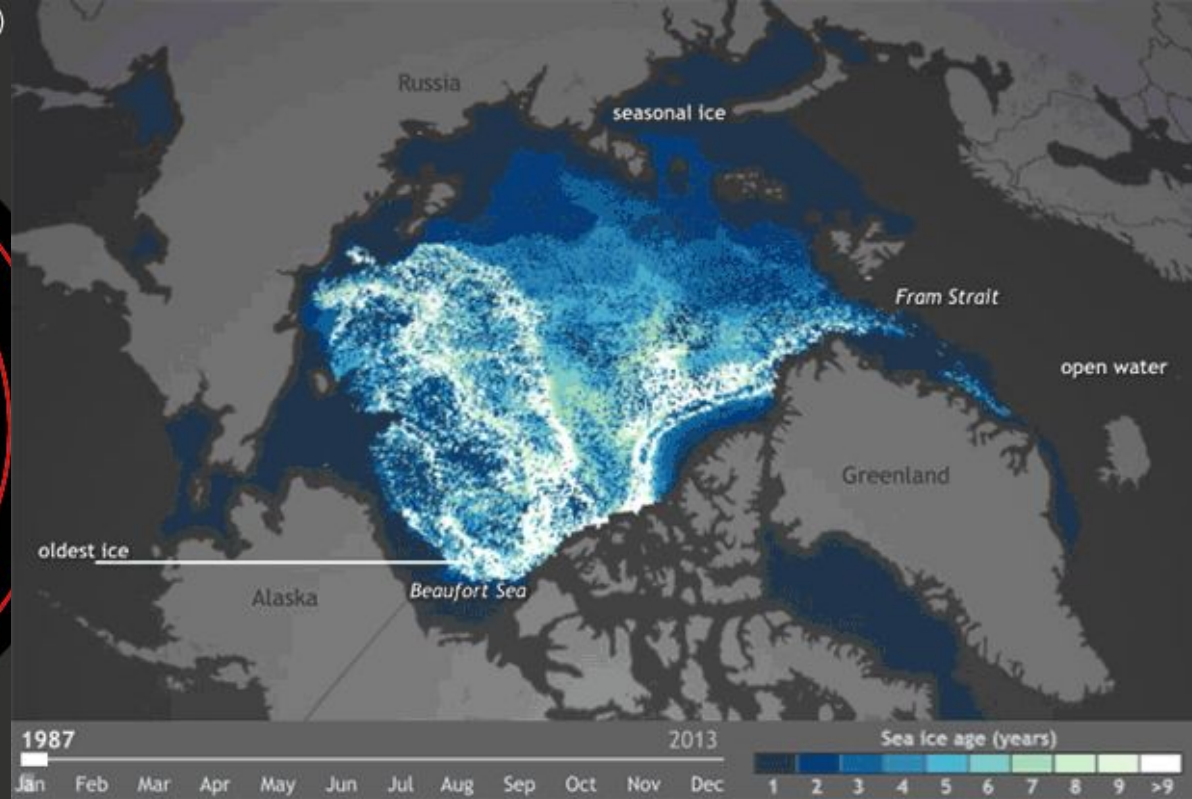 Russia
seasonal ice
Fram Strait
open water
Greenland
oldest ice
Beaufort Sea
Alaska
1987
2013
Sea ice age (years)
Jan Feb Mar Apr May Jun Jul Aug Sep Oct Nov Dec
1 2 3 4 5 6 7 8 9 >9